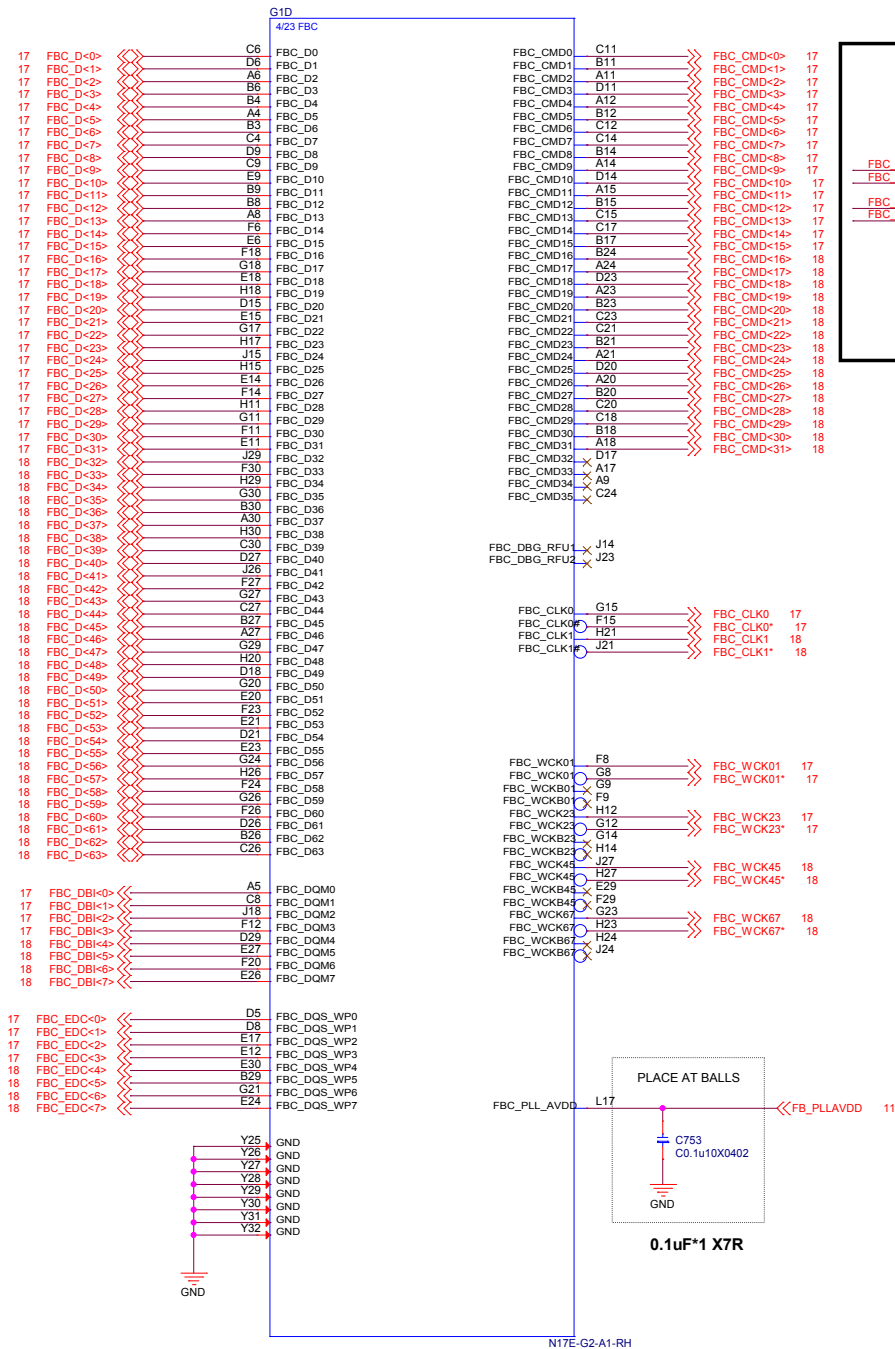 G1D
4/23 FBC
17 FBC_D<0> C6 FBC_D0
17 FBC_D<1> D6 FBC_D1
17 FBC_D<2> A6 FBC_D2
17 FBC_D<3> B6 FBC_D3
17 FBC_D<4> B4 FBC_D4
17 FBC_D<5> A4 FBC_D5
17 FBC_D<6> B3 FBC_D6
17 FBC_D<7> C4 FBC_D7
17 FBC_D<8> D9 FBC_D8
17 FBC_D<9> C9 FBC_D9
17 FBC_D<10> E9 FBC_D10
17 FBC_D<11> B9 FBC_D11
17 FBC_D<12> B8 FBC_D12
17 FBC_D<13> A8 FBC_D13
17 FBC_D<14> F6 FBC_D14
17 FBC_D<15> E6 FBC_D15
17 FBC_D<16> F18 FBC_D16
17 FBC_D<17> G18 FBC_D17
17 FBC_D<18> E18 FBC_D18
17 FBC_D<19> H18 FBC_D19
17 FBC_D<20> D15 FBC_D20
17 FBC_D<21> E15 FBC_D21
17 FBC_D<22> G17 FBC_D22
17 FBC_D<23> H17 FBC_D23
17 FBC_D<24> J15 FBC_D24
17 FBC_D<25> H15 FBC_D25
17 FBC_D<26> E14 FBC_D26
17 FBC_D<27> F14 FBC_D27
17 FBC_D<28> H11 FBC_D28
17 FBC_D<29> G11 FBC_D29
17 FBC_D<30> F11 FBC_D30
17 FBC_D<31> E11 FBC_D31
18 FBC_D<32> J29 FBC_D32
18 FBC_D<33> F30 FBC_D33
18 FBC_D<34> H29 FBC_D34
18 FBC_D<35> G30 FBC_D35
18 FBC_D<36> B30 FBC_D36
18 FBC_D<37> A30 FBC_D37
18 FBC_D<38> H30 FBC_D38
18 FBC_D<39> C30 FBC_D39
18 FBC_D<40> D27 FBC_D40
18 FBC_D<41> J26 FBC_D41
18 FBC_D<42> F27 FBC_D42
18 FBC_D<43> G27 FBC_D43
18 FBC_D<44> C27 FBC_D44
18 FBC_D<45> B27 FBC_D45
18 FBC_D<46> A27 FBC_D46
18 FBC_D<47> G29 FBC_D47
18 FBC_D<48> H20 FBC_D48
18 FBC_D<49> D18 FBC_D49
18 FBC_D<50> G20 FBC_D50
18 FBC_D<51> E20 FBC_D51
18 FBC_D<52> F23 FBC_D52
18 FBC_D<53> E21 FBC_D53
18 FBC_D<54> D21 FBC_D54
18 FBC_D<55> E23 FBC_D55
18 FBC_D<56> G24 FBC_D56
18 FBC_D<57> H26 FBC_D57
18 FBC_D<58> F24 FBC_D58
18 FBC_D<59> G26 FBC_D59
18 FBC_D<60> F26 FBC_D60
18 FBC_D<61> D26 FBC_D61
18 FBC_D<62> B26 FBC_D62
18 FBC_D<63> C26 FBC_D63
17 FBC_DBI<0> A5 FBC_DQM0
17 FBC_DBI<1> C8 FBC_DQM1
17 FBC_DBI<2> J18 FBC_DQM2
17 FBC_DBI<3> F12 FBC_DQM3
18 FBC_DBI<4> D29 FBC_DQM4
18 FBC_DBI<5> E27 FBC_DQM5
18 FBC_DBI<6> F20 FBC_DQM6
18 FBC_DBI<7> E26 FBC_DQM7
17 FBC_EDC<0> D5 FBC_DQS_WP0
17 FBC_EDC<1> D8 FBC_DQS_WP1
17 FBC_EDC<2> E17 FBC_DQS_WP2
17 FBC_EDC<3> E12 FBC_DQS_WP3
18 FBC_EDC<4> E30 FBC_DQS_WP4
18 FBC_EDC<5> B29 FBC_DQS_WP5
18 FBC_EDC<6> G21 FBC_DQS_WP6
18 FBC_EDC<7> E24 FBC_DQS_WP7
Y25 GND
Y26 GND
Y27 GND
Y28 GND
Y29 GND
Y30 GND
Y31 GND
Y32 GND
GND
FBC_CMD0 C11 FBC_CMD<0> 17
FBC_CMD1 B11 FBC_CMD<1> 17
FBC_CMD2 A11 FBC_CMD<2> 17
FBC_CMD3 D11 FBC_CMD<3> 17
FBC_CMD4 A12 FBC_CMD<4> 17
FBC_CMD5 B12 FBC_CMD<5> 17
FBC_CMD6 C12 FBC_CMD<6> 17
FBC_CMD7 C14 FBC_CMD<7> 17
FBC_CMD8 B14 FBC_CMD<8> 17
FBC_CMD9 A14 FBC_CMD<9> 17
FBC_CMD10 D14 FBC_CMD<10> 17
FBC_CMD11 A15 FBC_CMD<11> 17
FBC_CMD12 B15 FBC_CMD<12> 17
FBC_CMD13 C15 FBC_CMD<13> 17
FBC_CMD14 C17 FBC_CMD<14> 17
FBC_CMD15 B17 FBC_CMD<15> 17
FBC_CMD16 B24 FBC_CMD<16> 18
FBC_CMD17 A24 FBC_CMD<17> 18
FBC_CMD18 D23 FBC_CMD<18> 18
FBC_CMD19 A23 FBC_CMD<19> 18
FBC_CMD20 B23 FBC_CMD<20> 18
FBC_CMD21 C23 FBC_CMD<21> 18
FBC_CMD22 C21 FBC_CMD<22> 18
FBC_CMD23 B21 FBC_CMD<23> 18
FBC_CMD24 A21 FBC_CMD<24> 18
FBC_CMD25 D20 FBC_CMD<25> 18
FBC_CMD26 A20 FBC_CMD<26> 18
FBC_CMD27 B20 FBC_CMD<27> 18
FBC_CMD28 C20 FBC_CMD<28> 18
FBC_CMD29 C18 FBC_CMD<29> 18
FBC_CMD30 B18 FBC_CMD<30> 18
FBC_CMD31 A18 FBC_CMD<31> 18
FBC_CMD32 D17
FBC_CMD33 A17
FBC_CMD34 A9
FBC_CMD35 C24
FBC_DBG_RFU1 J14
FBC_DBG_RFU2 J23
FBC_CLK0 G15 FBC_CLK0 17
FBC_CLK0# F15 FBC_CLK0* 17
FBC_CLK1 H21 FBC_CLK1 18
FBC_CLK1# J21 FBC_CLK1* 18
FBC_WCK01 F8 FBC_WCK01 17
FBC_WCK01 G8 FBC_WCK01* 17
FBC_WCKB01 G9
FBC_WCKB01 F9
FBC_WCK23 H12 FBC_WCK23 17
FBC_WCK23 G12 FBC_WCK23* 17
FBC_WCKB23 G14
FBC_WCKB23 H14
FBC_WCK45 J27 FBC_WCK45 18
FBC_WCK45 H27 FBC_WCK45* 18
FBC_WCKB45 E29
FBC_WCKB45 F29
FBC_WCK67 G23 FBC_WCK67 18
FBC_WCK67 H23 FBC_WCK67* 18
FBC_WCKB67 H24
FBC_WCKB67 J24
PLACE AT BALLS
FBC_PLL_AVDD L17 FB_PLLAVDD 11
C753
C0.1u10X0402
GND
0.1uF*1 X7R
N17E-G2-A1-RH
FBC_
FBC_
FBC_
FBC_